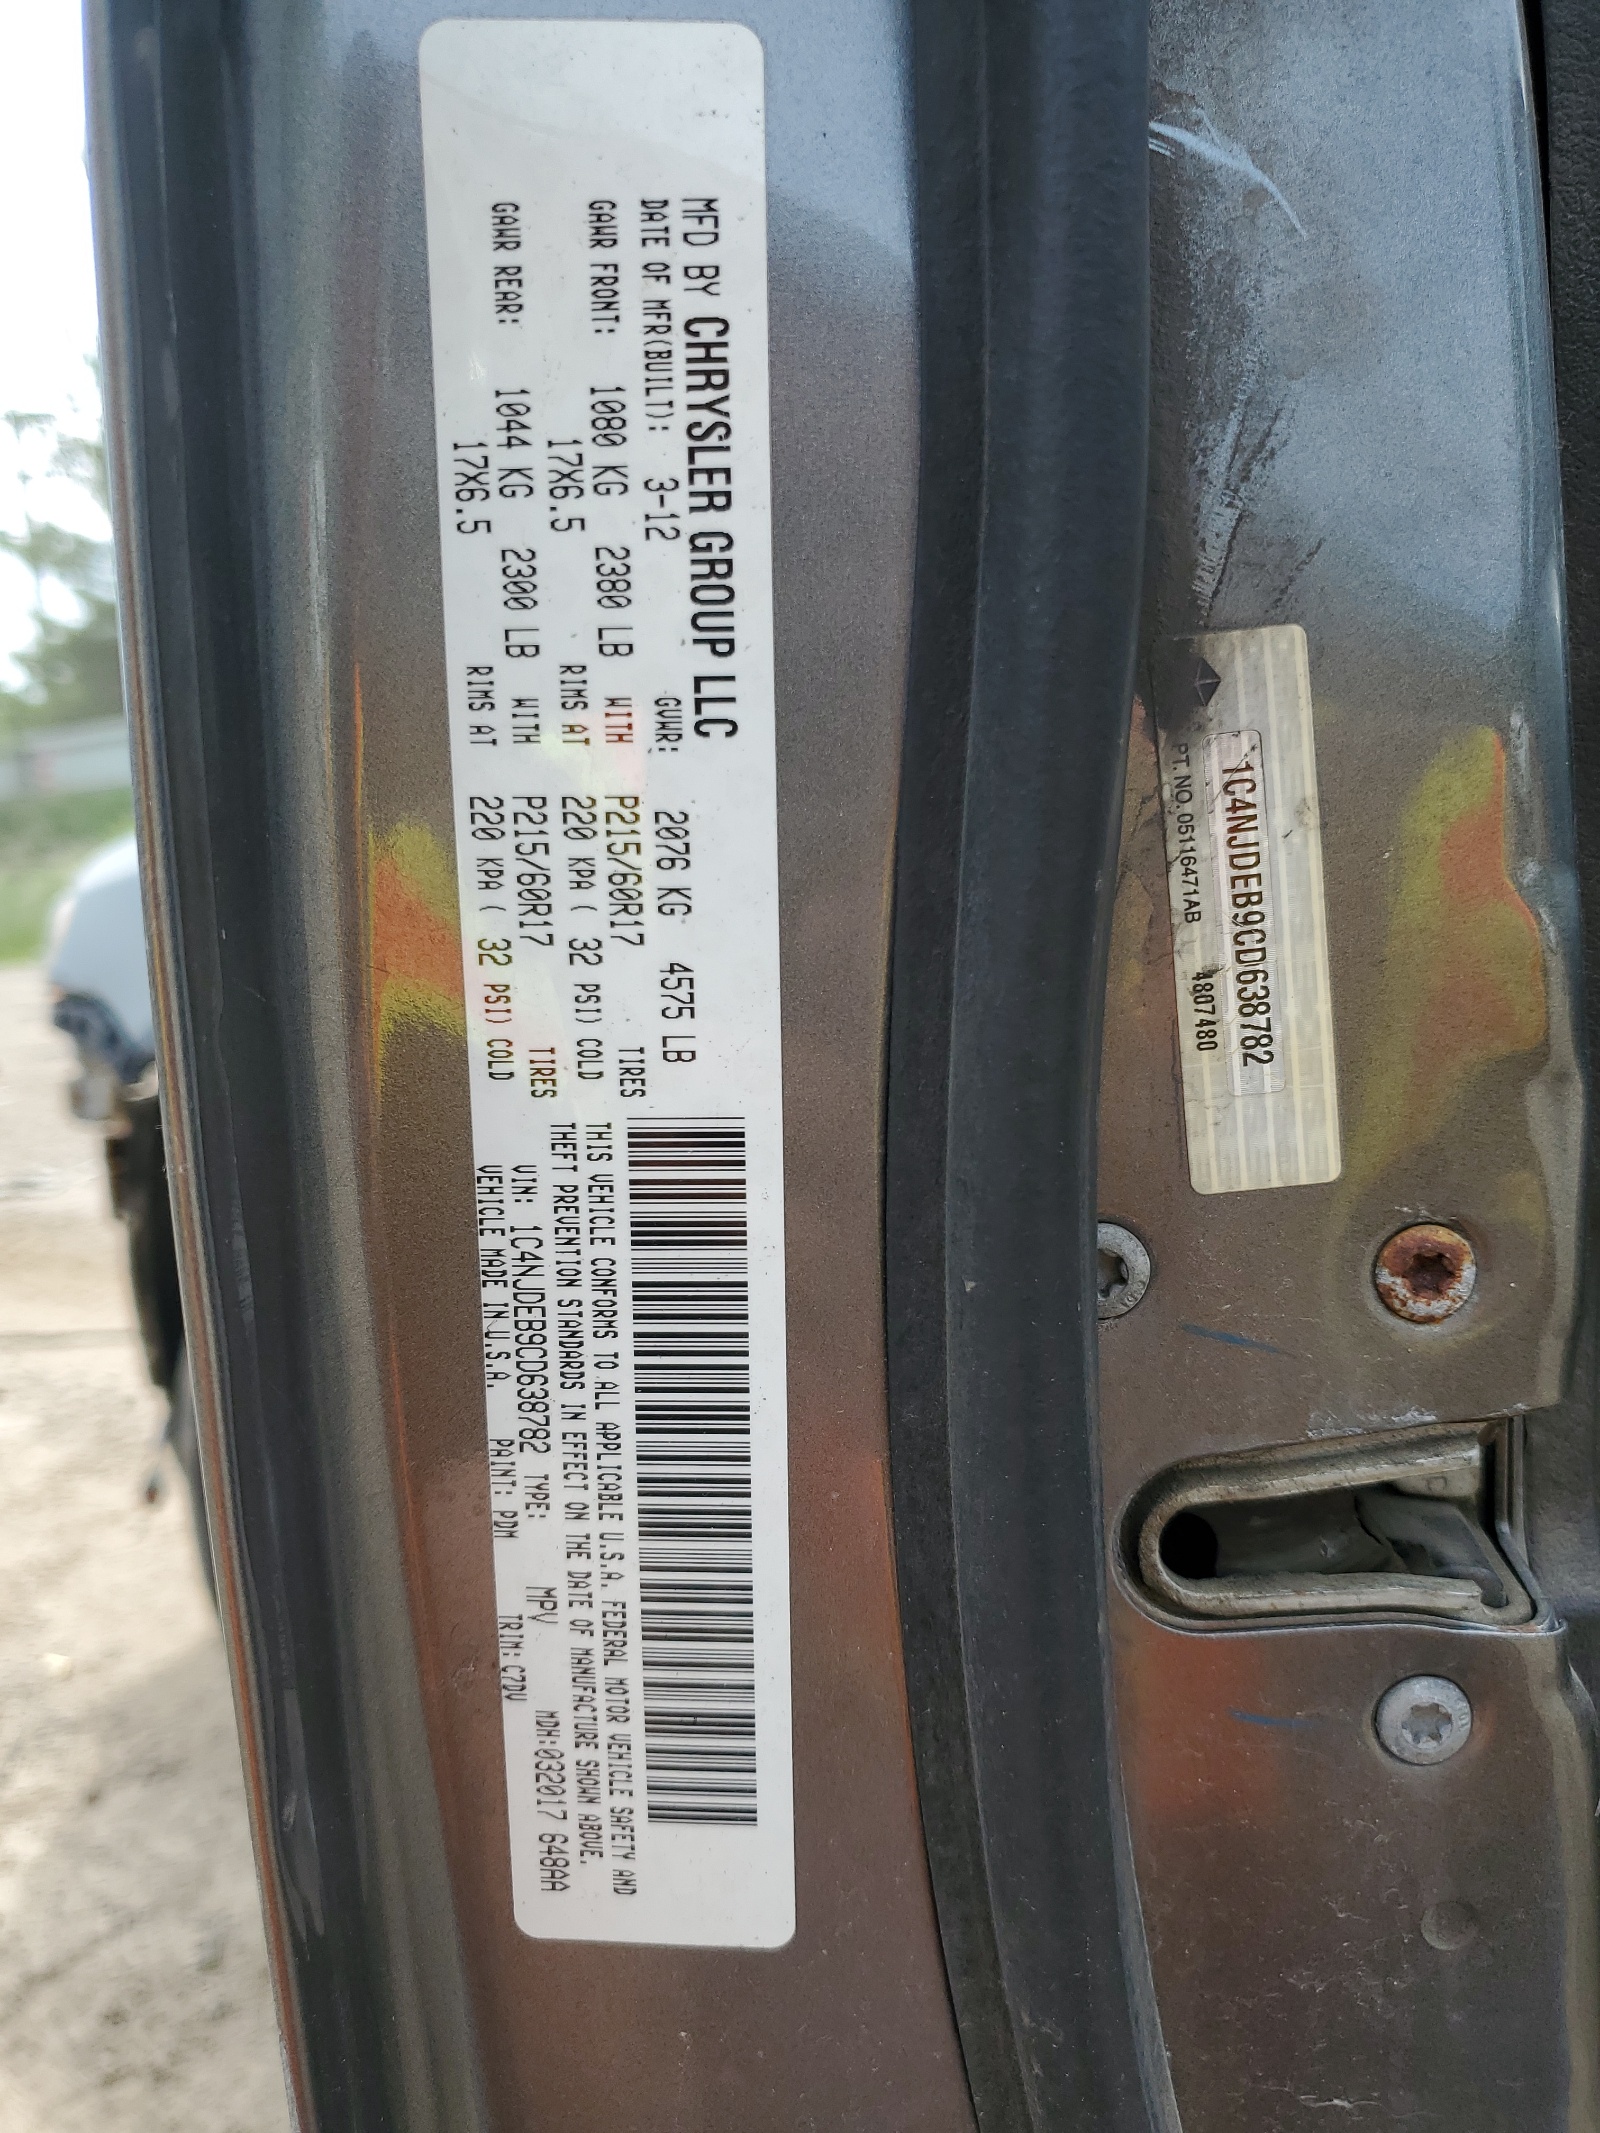 MFD BY CHRYSLER GROUP LLC
DATE OF MFR(BUILT): 3-12 GVWR: 2076 KG 4575 LB
GAWR FRONT: 1080 KG 2380 LB WITH P215/60R17 TIRES
17X6.5 RIMS AT 220 KPA ( 32 PSI) COLD
GAWR REAR: 1044 KG 2300 LB WITH P215/60R17 TIRES
17X6.5 RIMS AT 220 KPA ( 32 PSI) COLD
THIS VEHICLE CONFORMS TO ALL APPLICABLE U.S.A. FEDERAL MOTOR VEHICLE SAFETY AND
THEFT PREVENTION STANDARDS IN EFFECT ON THE DATE OF MANUFACTURE SHOWN ABOVE.
VIN: 1C4NJDEB9CD638782 TYPE: MPV MDH:032017 648AA
VEHICLE MADE IN U.S.A. PAINT: PDM TRIM: C7DV
1C4NJDEB9CD638782
PT. NO. 05116471AB 4807480